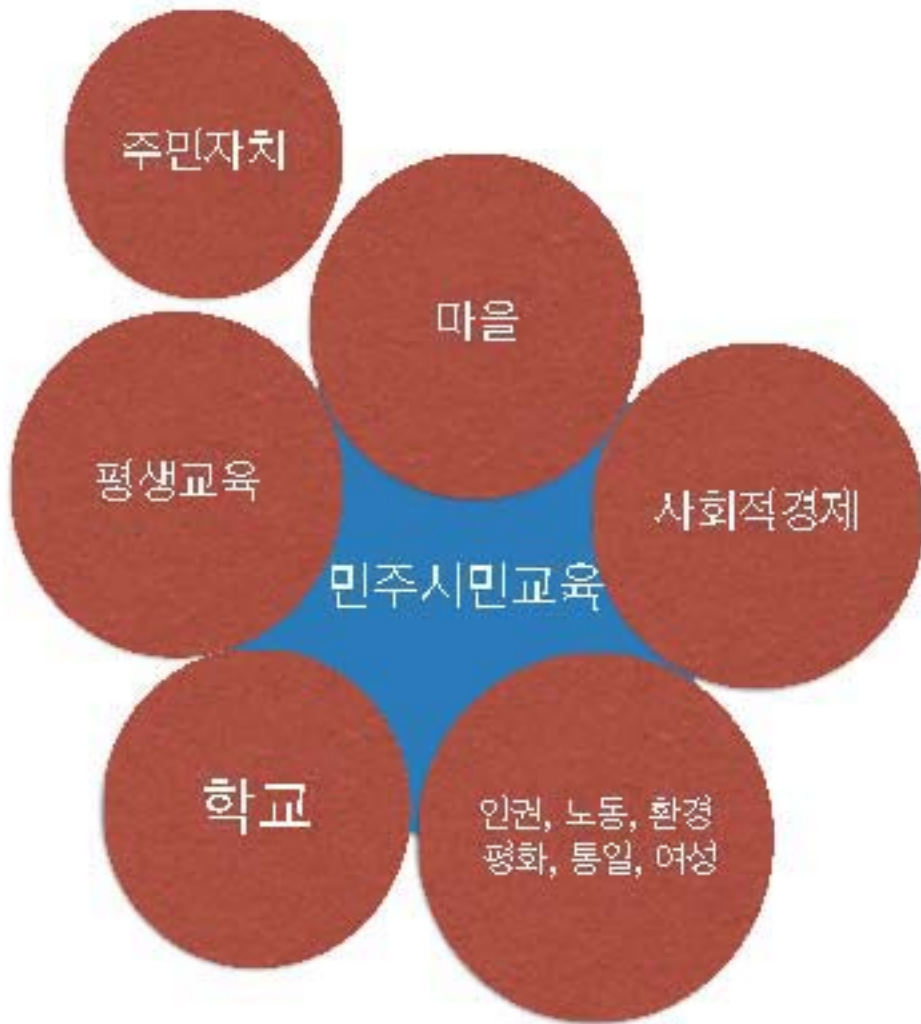 주민자치
마을
평생교육
사회적경제
민주시민교육
학교
인권, 노동, 환경
평화, 통일, 여성